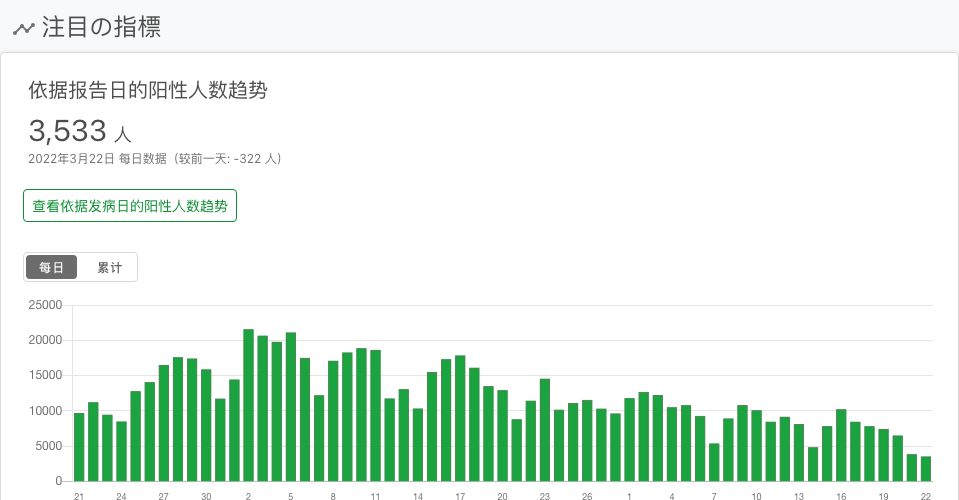 注目の指標
依据报告日的阳性人数趋势
3,533 人
2022年3月22日 每日数据（较前一天: -322 人）
查看依据发病日的阳性人数趋势
每日 累计
25000
20000
15000
10000
5000
0
21 24 27 30 2 5 8 11 14 17 20 23 26 1 4 7 10 13 16 19 22